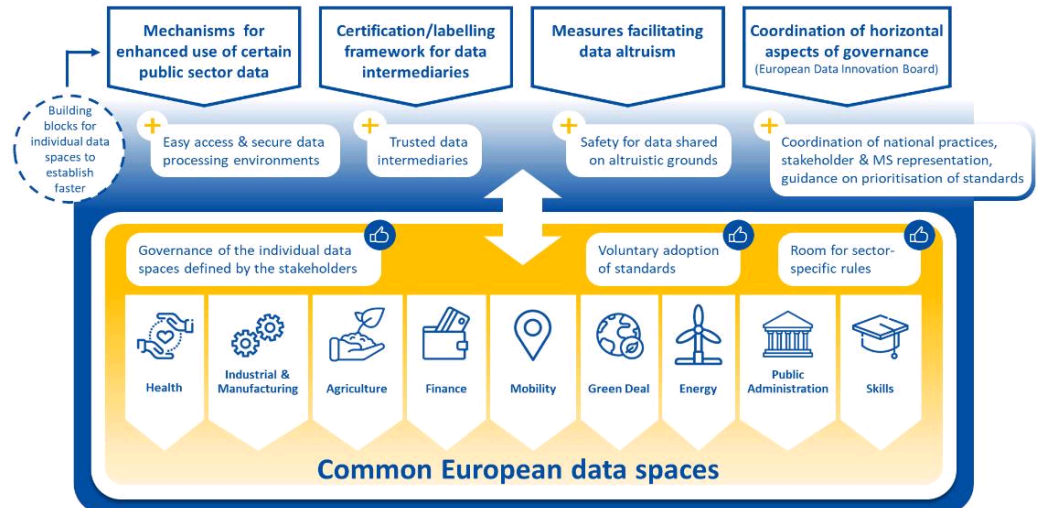 Mechanisms for
enhanced use of certain
public sector data
Certification/labelling
framework for data
intermediaries
Measures facilitating
data altruism
Coordination of horizontal
aspects of governance
(European Data Innovation Board)
Building
blocks for
individual data
spaces to
establish
faster
Easy access & secure data
processing environments
Trusted data
intermediaries
Safety for data shared
on altruistic grounds
Coordination of national practices,
stakeholder & MS representation,
guidance on prioritisation of standards
Governance of the individual data
spaces defined by the stakeholders
Voluntary adoption
of standards
Room for sector-
specific rules
Health
Industrial &
Manufacturing
Agriculture
Finance
Mobility
Green Deal
Energy
Public
Administration
Skills
Common European data spaces